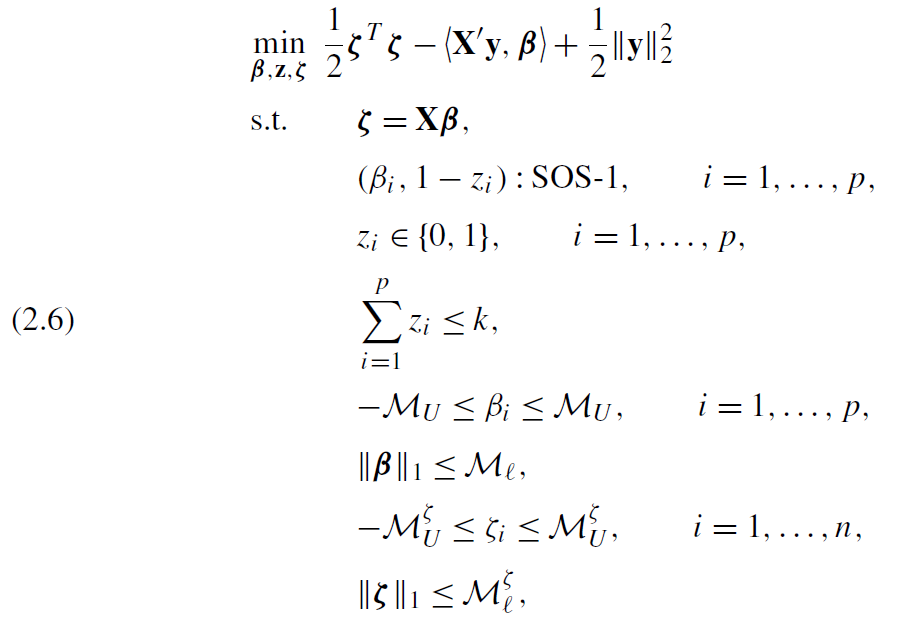 min_{β,z,ζ} 1/2 ζ^T ζ − ⟨X′y, β⟩ + 1/2 ‖y‖_2^2
s.t. ζ = Xβ,
(β_i, 1 − z_i) : SOS-1, i = 1, . . . , p,
z_i ∈ {0, 1}, i = 1, . . . , p,
(2.6) ∑_{i=1}^{p} z_i ≤ k,
−ℳ_U ≤ β_i ≤ ℳ_U, i = 1, . . . , p,
‖β‖_1 ≤ ℳ_ℓ,
−ℳ_U^ζ ≤ ζ_i ≤ ℳ_U^ζ, i = 1, . . . , n,
‖ζ‖_1 ≤ ℳ_ℓ^ζ,